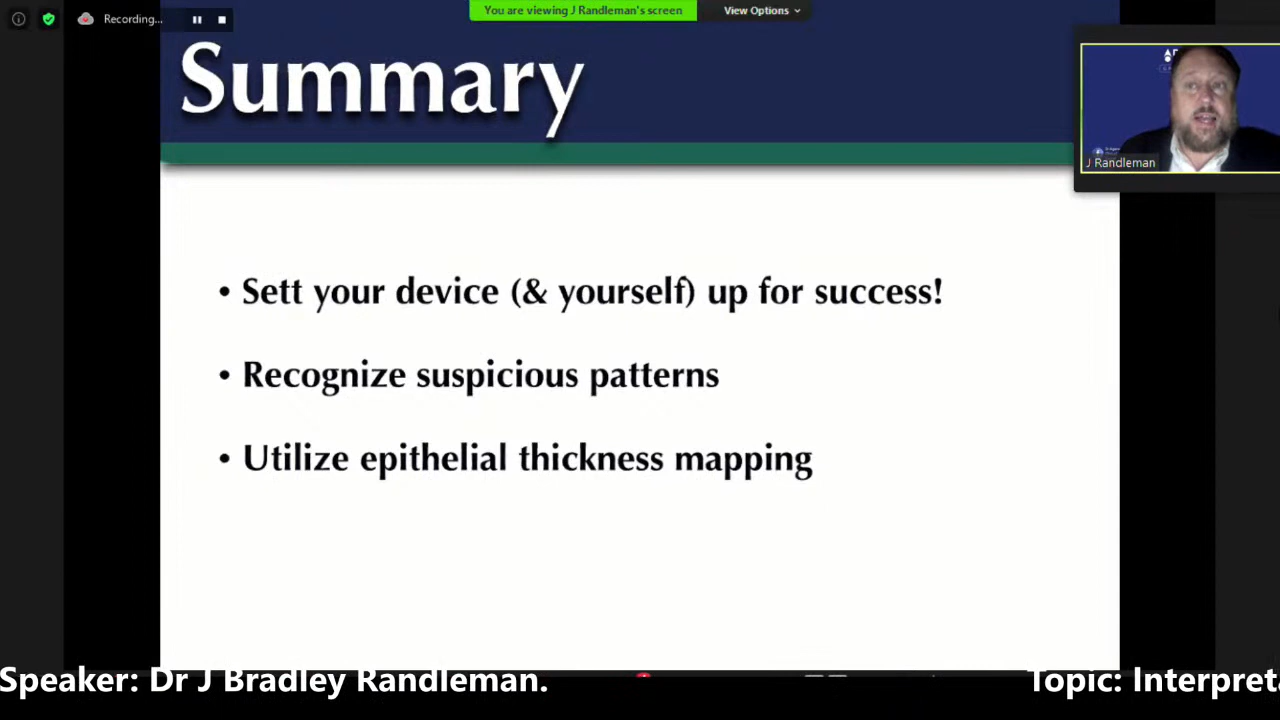 Recording...
You are viewing J Randleman's screen
View Options
Summary
J Randleman
• Sett your device (& yourself) up for success!
• Recognize suspicious patterns
• Utilize epithelial thickness mapping
Speaker: Dr J Bradley Randleman.
Topic: Interpreta